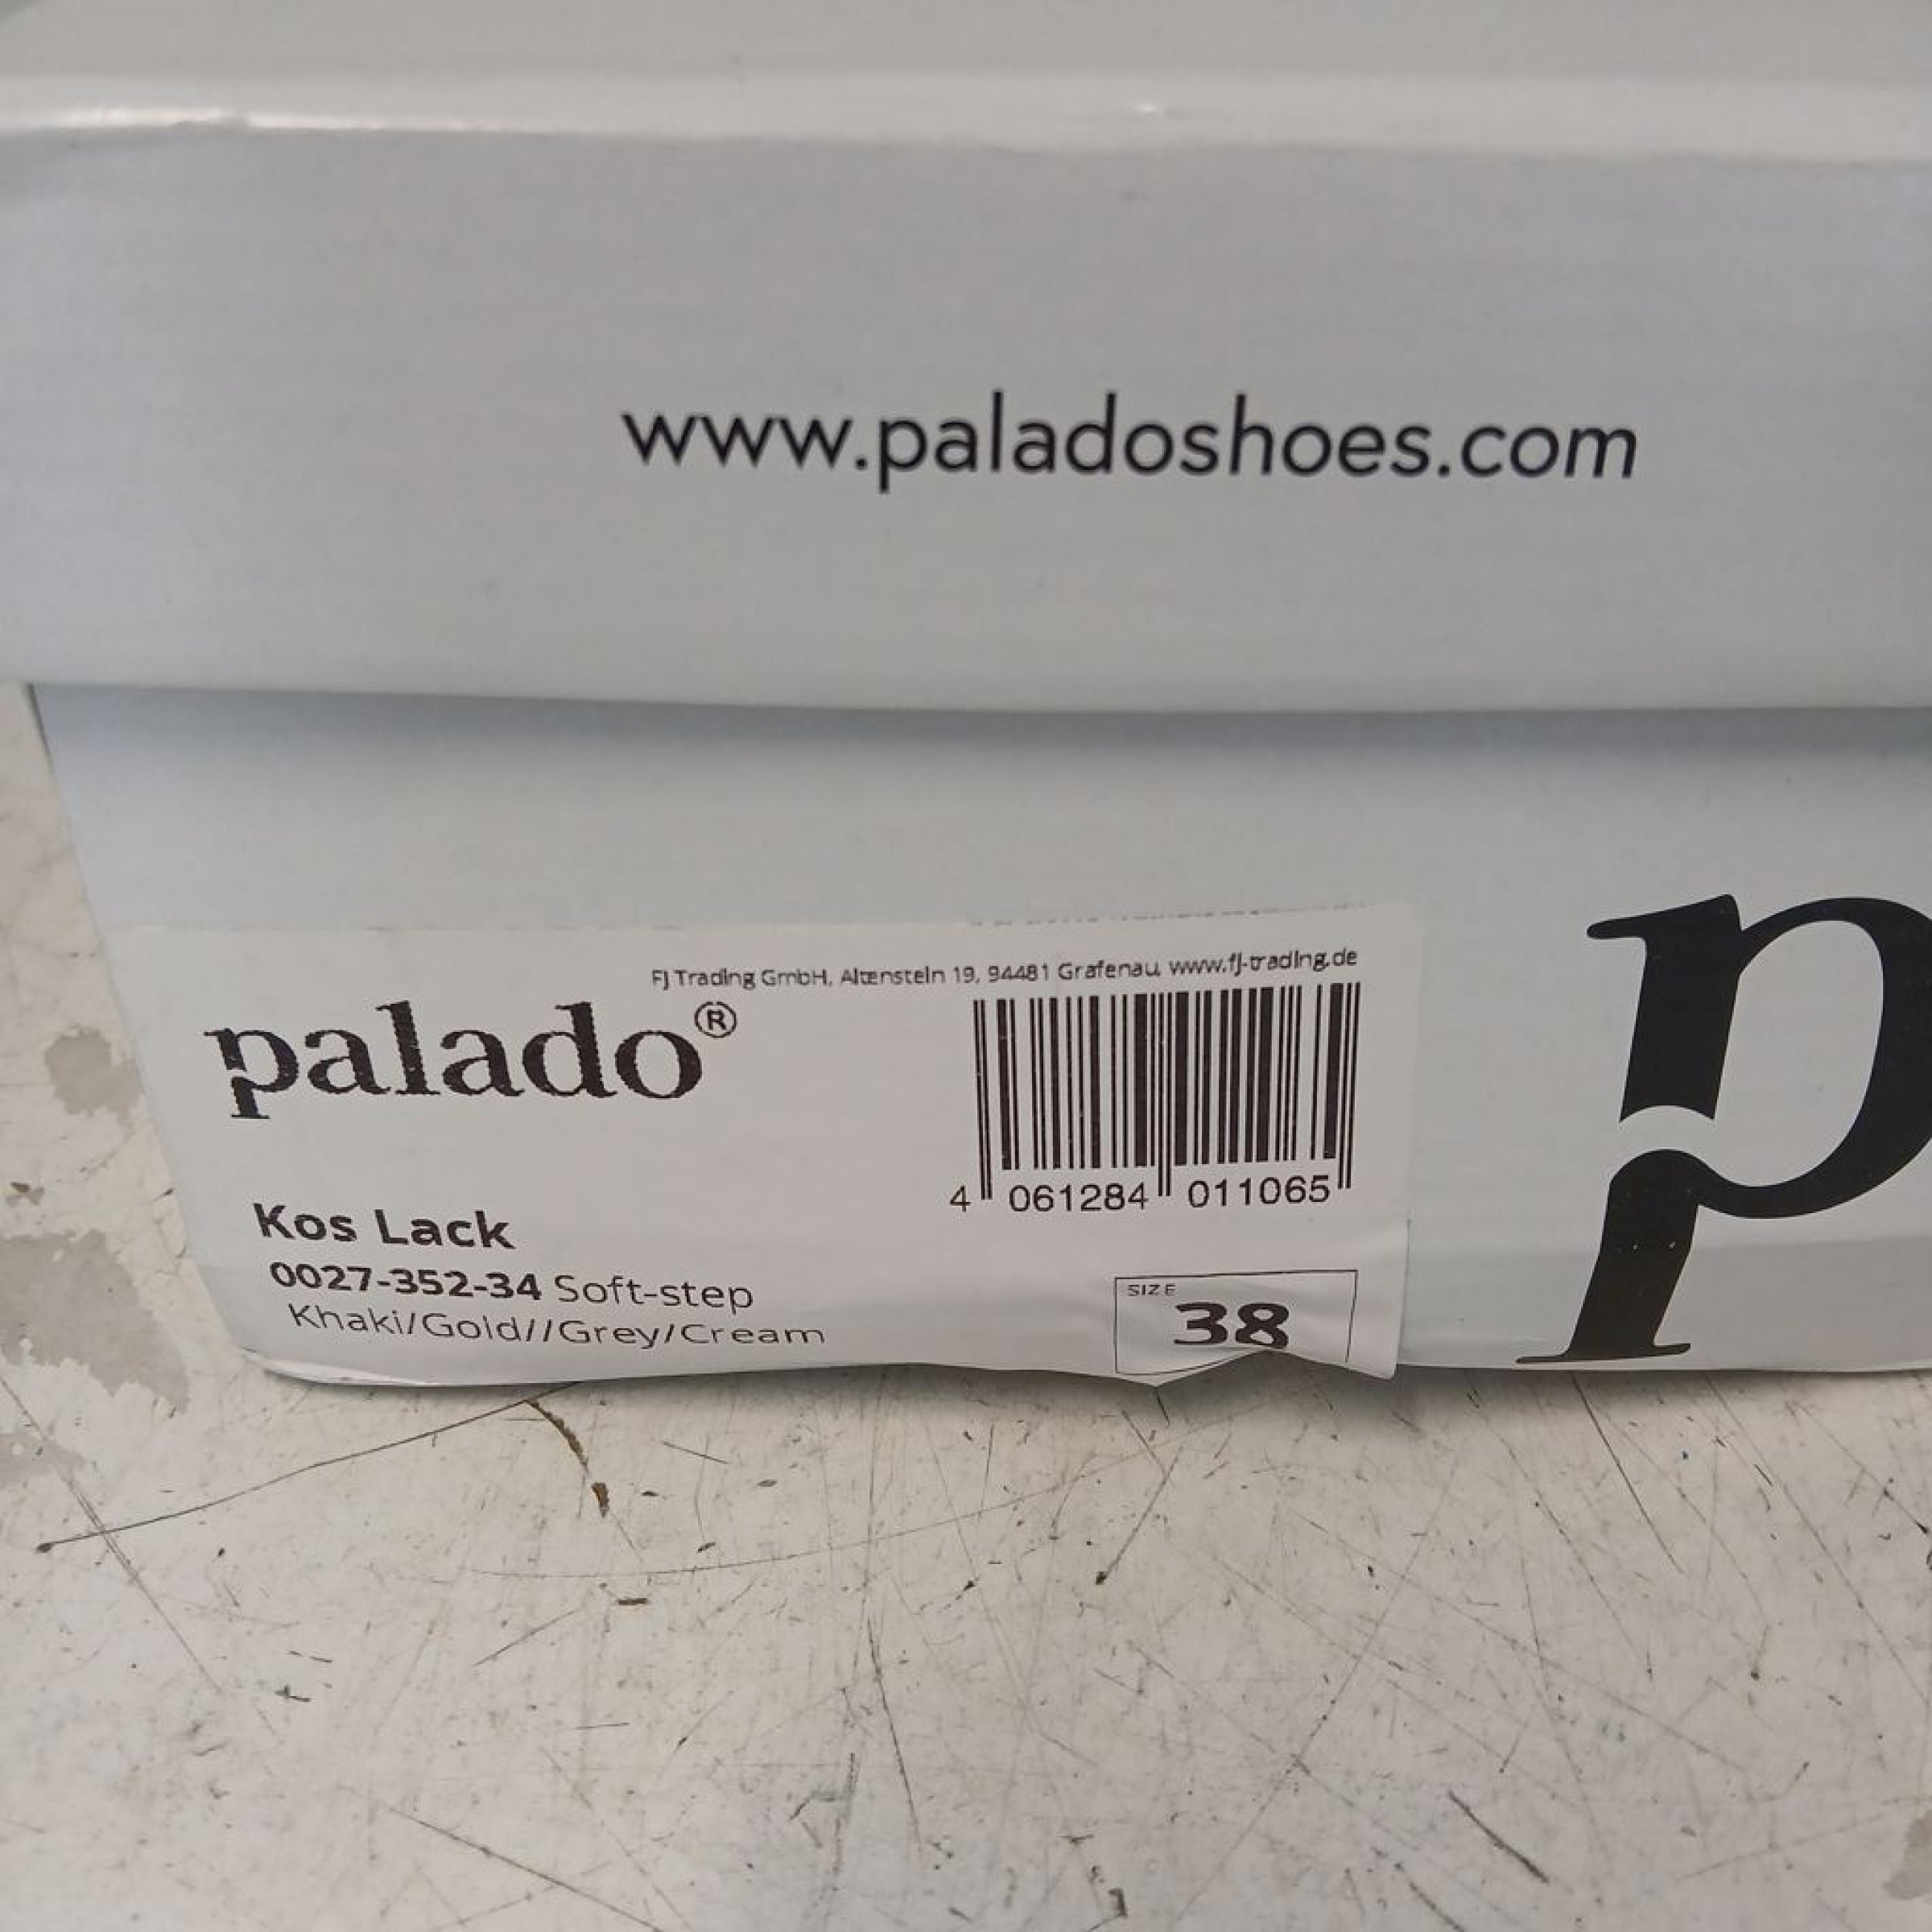 www.paladoshoes.com
FJ Trading GmbH, Altenstein 19, 94481 Grafenau, www.fj-trading.de
palado®
4 061284 011065
Kos Lack
0027-352-34 Soft-step
Khaki/Gold//Grey/Cream
SIZE
38
p